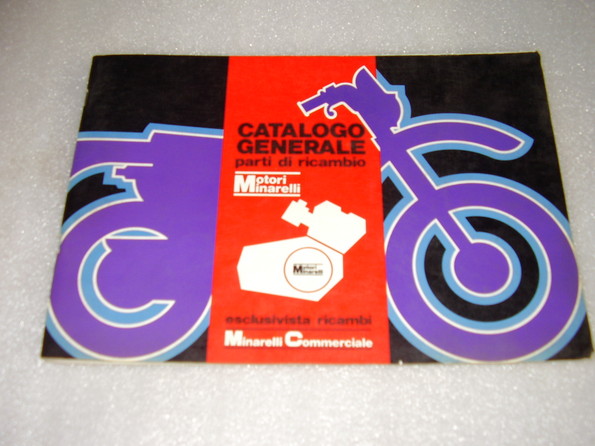 CATALOGO
GENERALE
parti di ricambio
Motori
Minarelli
Motori
Minarelli
esclusivista ricambi
Minarelli Commerciale